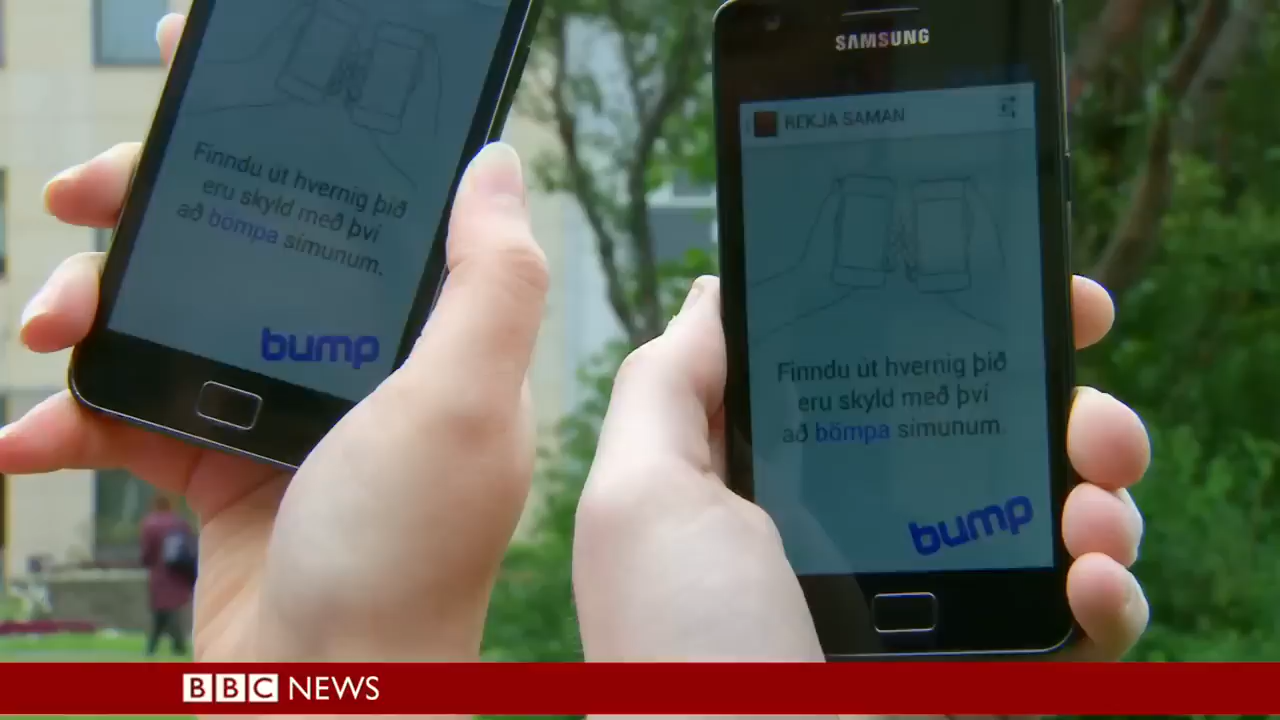 Finndu út hvernig þið
eru skyld með því
að bömpa símunum.
bump
SAMSUNG
REKJA SAMAN
Finndu út hvernig þið
eru skyld með því
að bömpa símunum.
bump
BBC NEWS